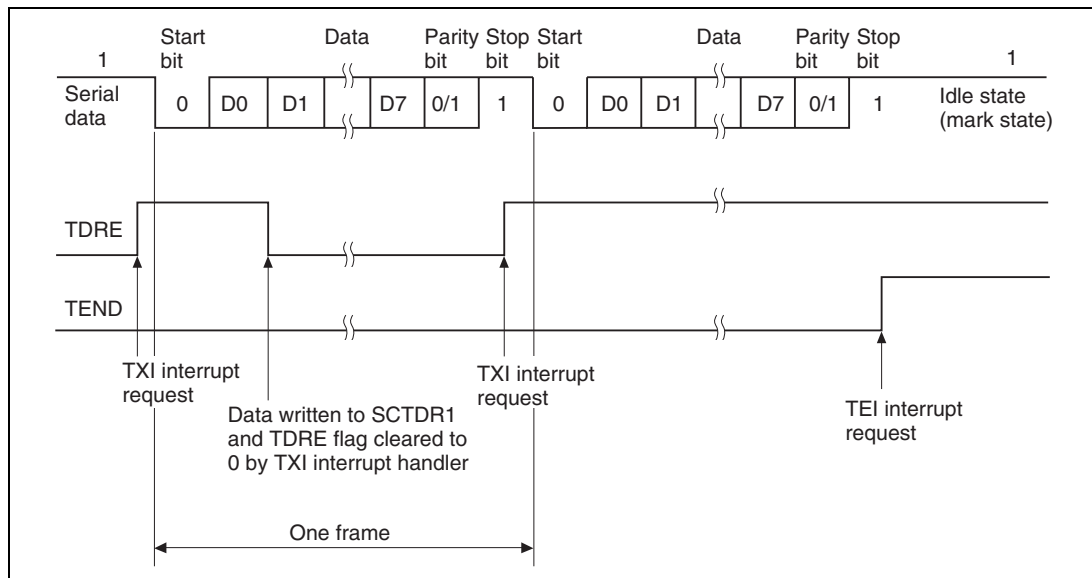 Start bit Data Parity bit Stop bit Start bit Data Parity bit Stop bit
1 1
Serial data 0 D0 D1 D7 0/1 1 0 D0 D1 D7 0/1 1 Idle state (mark state)
TDRE
TEND
TXI interrupt request
Data written to SCTDR1
and TDRE flag cleared to
0 by TXI interrupt handler
TXI interrupt request
TEI interrupt request
One frame